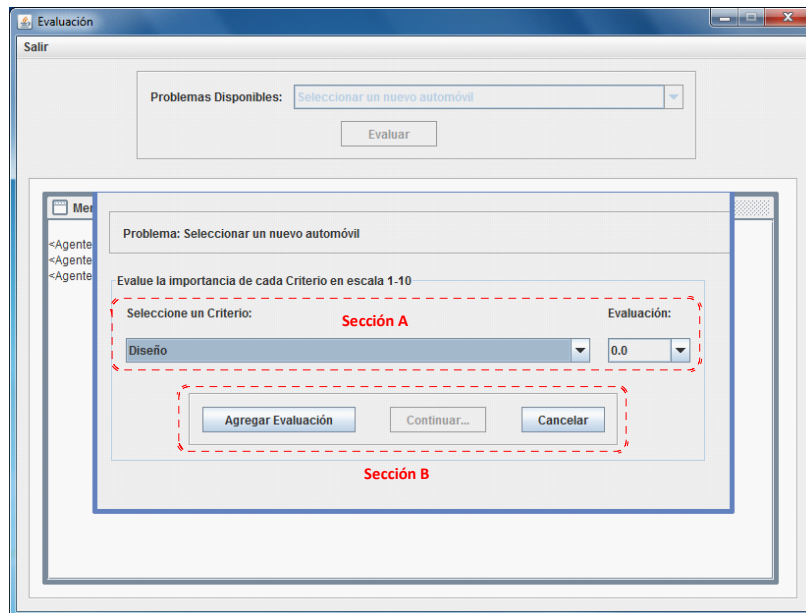 Evaluación
Salir
Problemas Disponibles: Seleccionar un nuevo automóvil
Evaluar
<Agente
<Agente
<Agente
Problema: Seleccionar un nuevo automóvil
Evalue la importancia de cada Criterio en escala 1-10
Seleccione un Criterio: Sección A Evaluación:
Diseño 0.0
Agregar Evaluación Continuar... Cancelar
Sección B